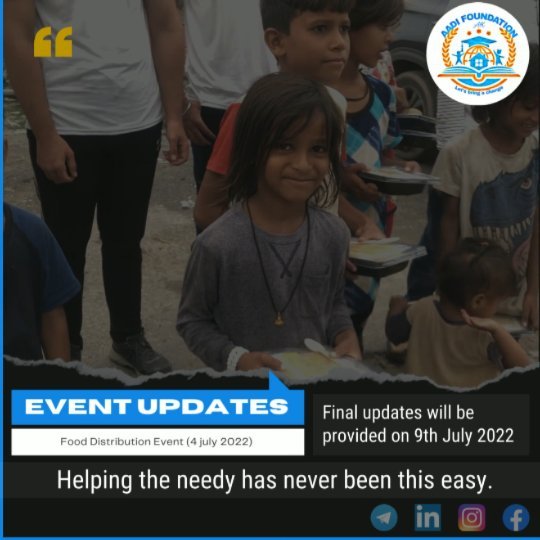 AADI FOUNDATION
Let's bring a change
EVENT UPDATES
Food Distribution Event (4 july 2022)
Final updates will be
provided on 9th July 2022
Helping the needy has never been this easy.